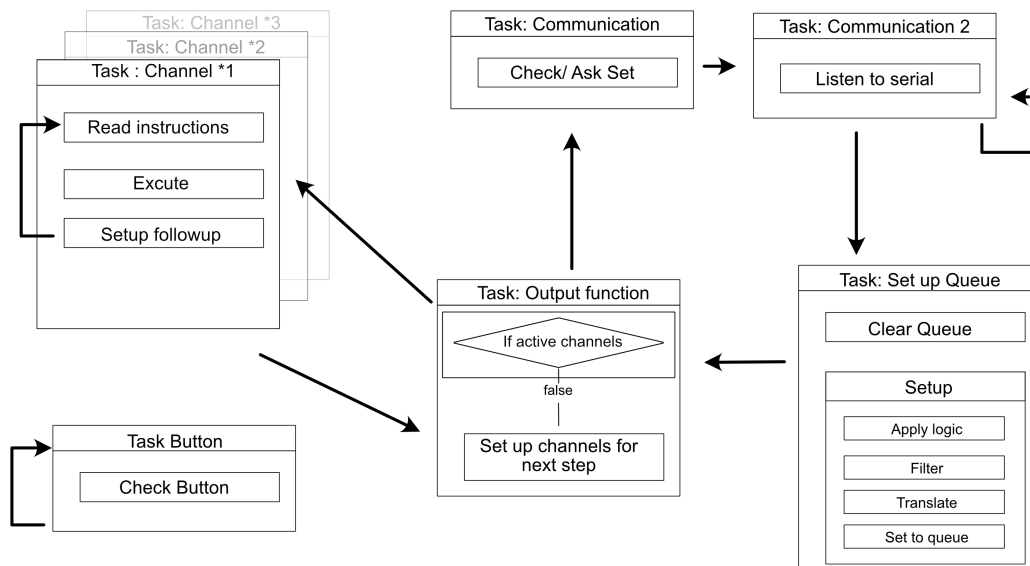 Task: Channel *3
Task: Channel *2
Task : Channel *1
Read instructions
Excute
Setup followup
Task Button
Check Button
Task: Communication
Check/ Ask Set
Task: Output function
If active channels
false
Set up channels for
next step
Task: Communication 2
Listen to serial
Task: Set up Queue
Clear Queue
Setup
Apply logic
Filter
Translate
Set to queue